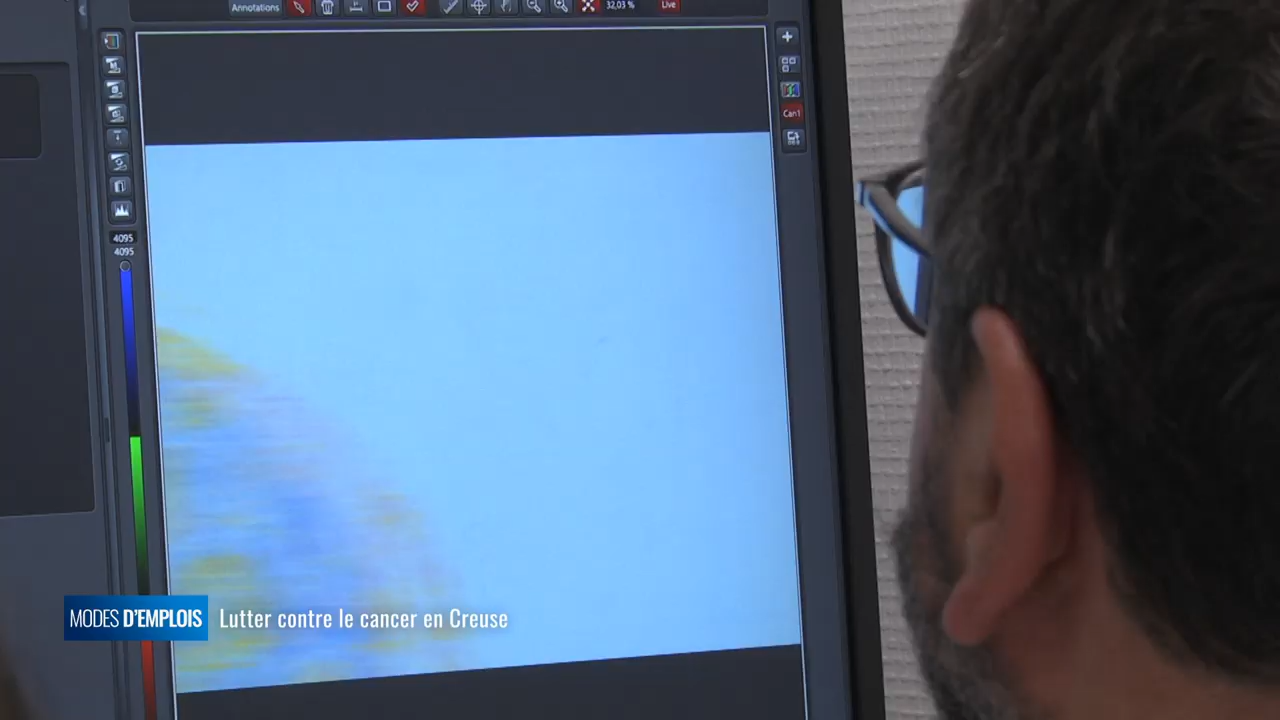 Annotations
32,03 %
Live
Can1
4095
4095
MODES D'EMPLOIS
Lutter contre le cancer en Creuse